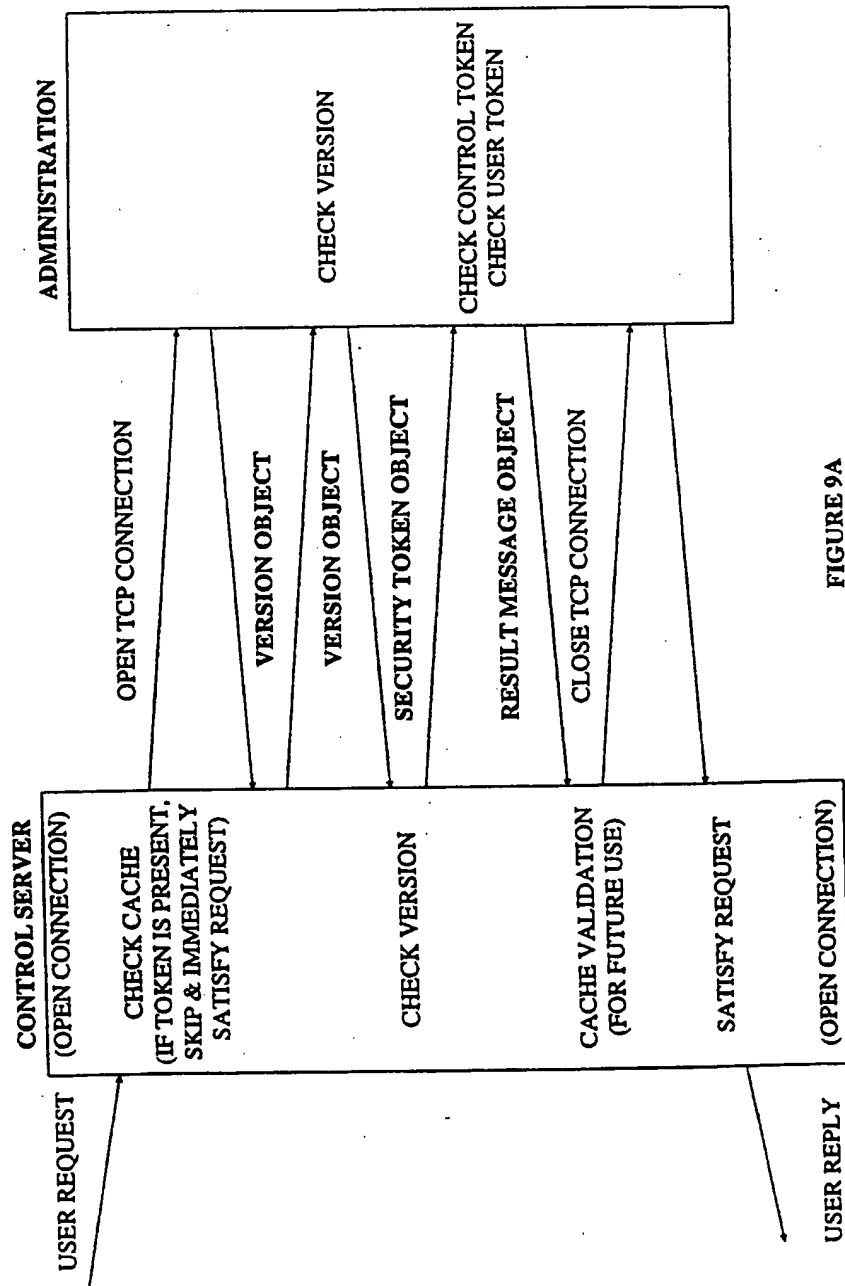 USER REQUEST
CONTROL SERVER
(OPEN CONNECTION)
CHECK CACHE
(IF TOKEN IS PRESENT,
SKIP & IMMEDIATELY
SATISFY REQUEST)
CHECK VERSION
CACHE VALIDATION
(FOR FUTURE USE)
SATISFY REQUEST
(OPEN CONNECTION)
USER REPLY
OPEN TCP CONNECTION
VERSION OBJECT
VERSION OBJECT
SECURITY TOKEN OBJECT
RESULT MESSAGE OBJECT
CLOSE TCP CONNECTION
ADMINISTRATION
CHECK VERSION
CHECK CONTROL TOKEN
CHECK USER TOKEN
FIGURE 9A